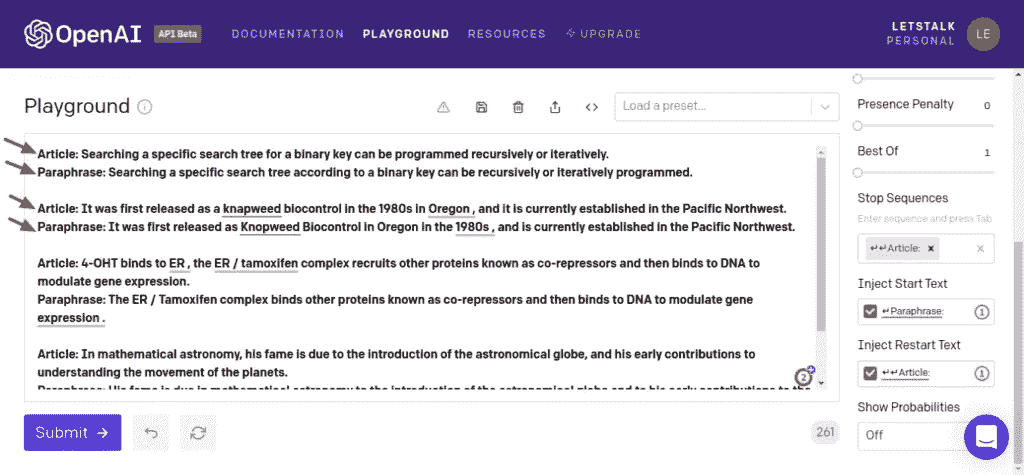 OpenAI API Beta DOCUMENTATION PLAYGROUND RESOURCES UPGRADE LETSTALK PERSONAL LE
Playground
Load a preset...
Article: Searching a specific search tree for a binary key can be programmed recursively or iteratively.
Paraphrase: Searching a specific search tree according to a binary key can be recursively or iteratively programmed.
Article: It was first released as a knapweed biocontrol in the 1980s in Oregon , and it is currently established in the Pacific Northwest.
Paraphrase: It was first released as Knopweed Biocontrol in Oregon in the 1980s , and is currently established in the Pacific Northwest.
Article: 4-OHT binds to ER , the ER / tamoxifen complex recruits other proteins known as co-repressors and then binds to DNA to
modulate gene expression.
Paraphrase: The ER / Tamoxifen complex binds other proteins known as co-repressors and then binds to DNA to modulate gene
expression .
Article: In mathematical astronomy, his fame is due to the introduction of the astronomical globe, and his early contributions to
understanding the movement of the planets.
Paraphrase: His fame is due in mathematical astronomy to the introduction of the astronomical globe and to his early contributions to the
2
Submit →
261
Presence Penalty 0
Best Of 1
Stop Sequences
Enter sequence and press Tab
↵↵Article: × ×
Inject Start Text
↵Paraphrase: 1
Inject Restart Text
↵↵Article: 1
Show Probabilities
Off